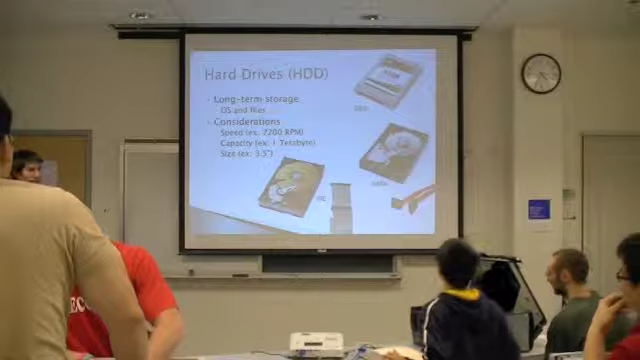 Hard Drives (HDD)
Long-term storage
OS and files
Considerations
Speed (ex: 7200 RPM)
Capacity (ex: 1 Terabyte)
Size (ex: 3.5")